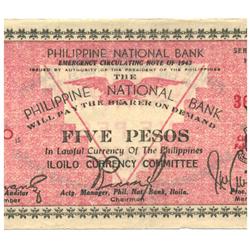 PHILIPPINE NATIONAL BANK
EMERGENCY CIRCULATING NOTE OF 1943
ISSUED BY AUTHORITY OF THE PRESIDENT OF THE PHILIPPINES
THE
PHILIPPINE NATIONAL BANK
WILL PAY THE BEARER ON DEMAND
FIVE PESOS
In Lawful Currency Of The Philippines
ILOILO CURRENCY COMMITTEE
Actg. Manager, Phil. Nat'l Bank, Iloilo.
Chairman